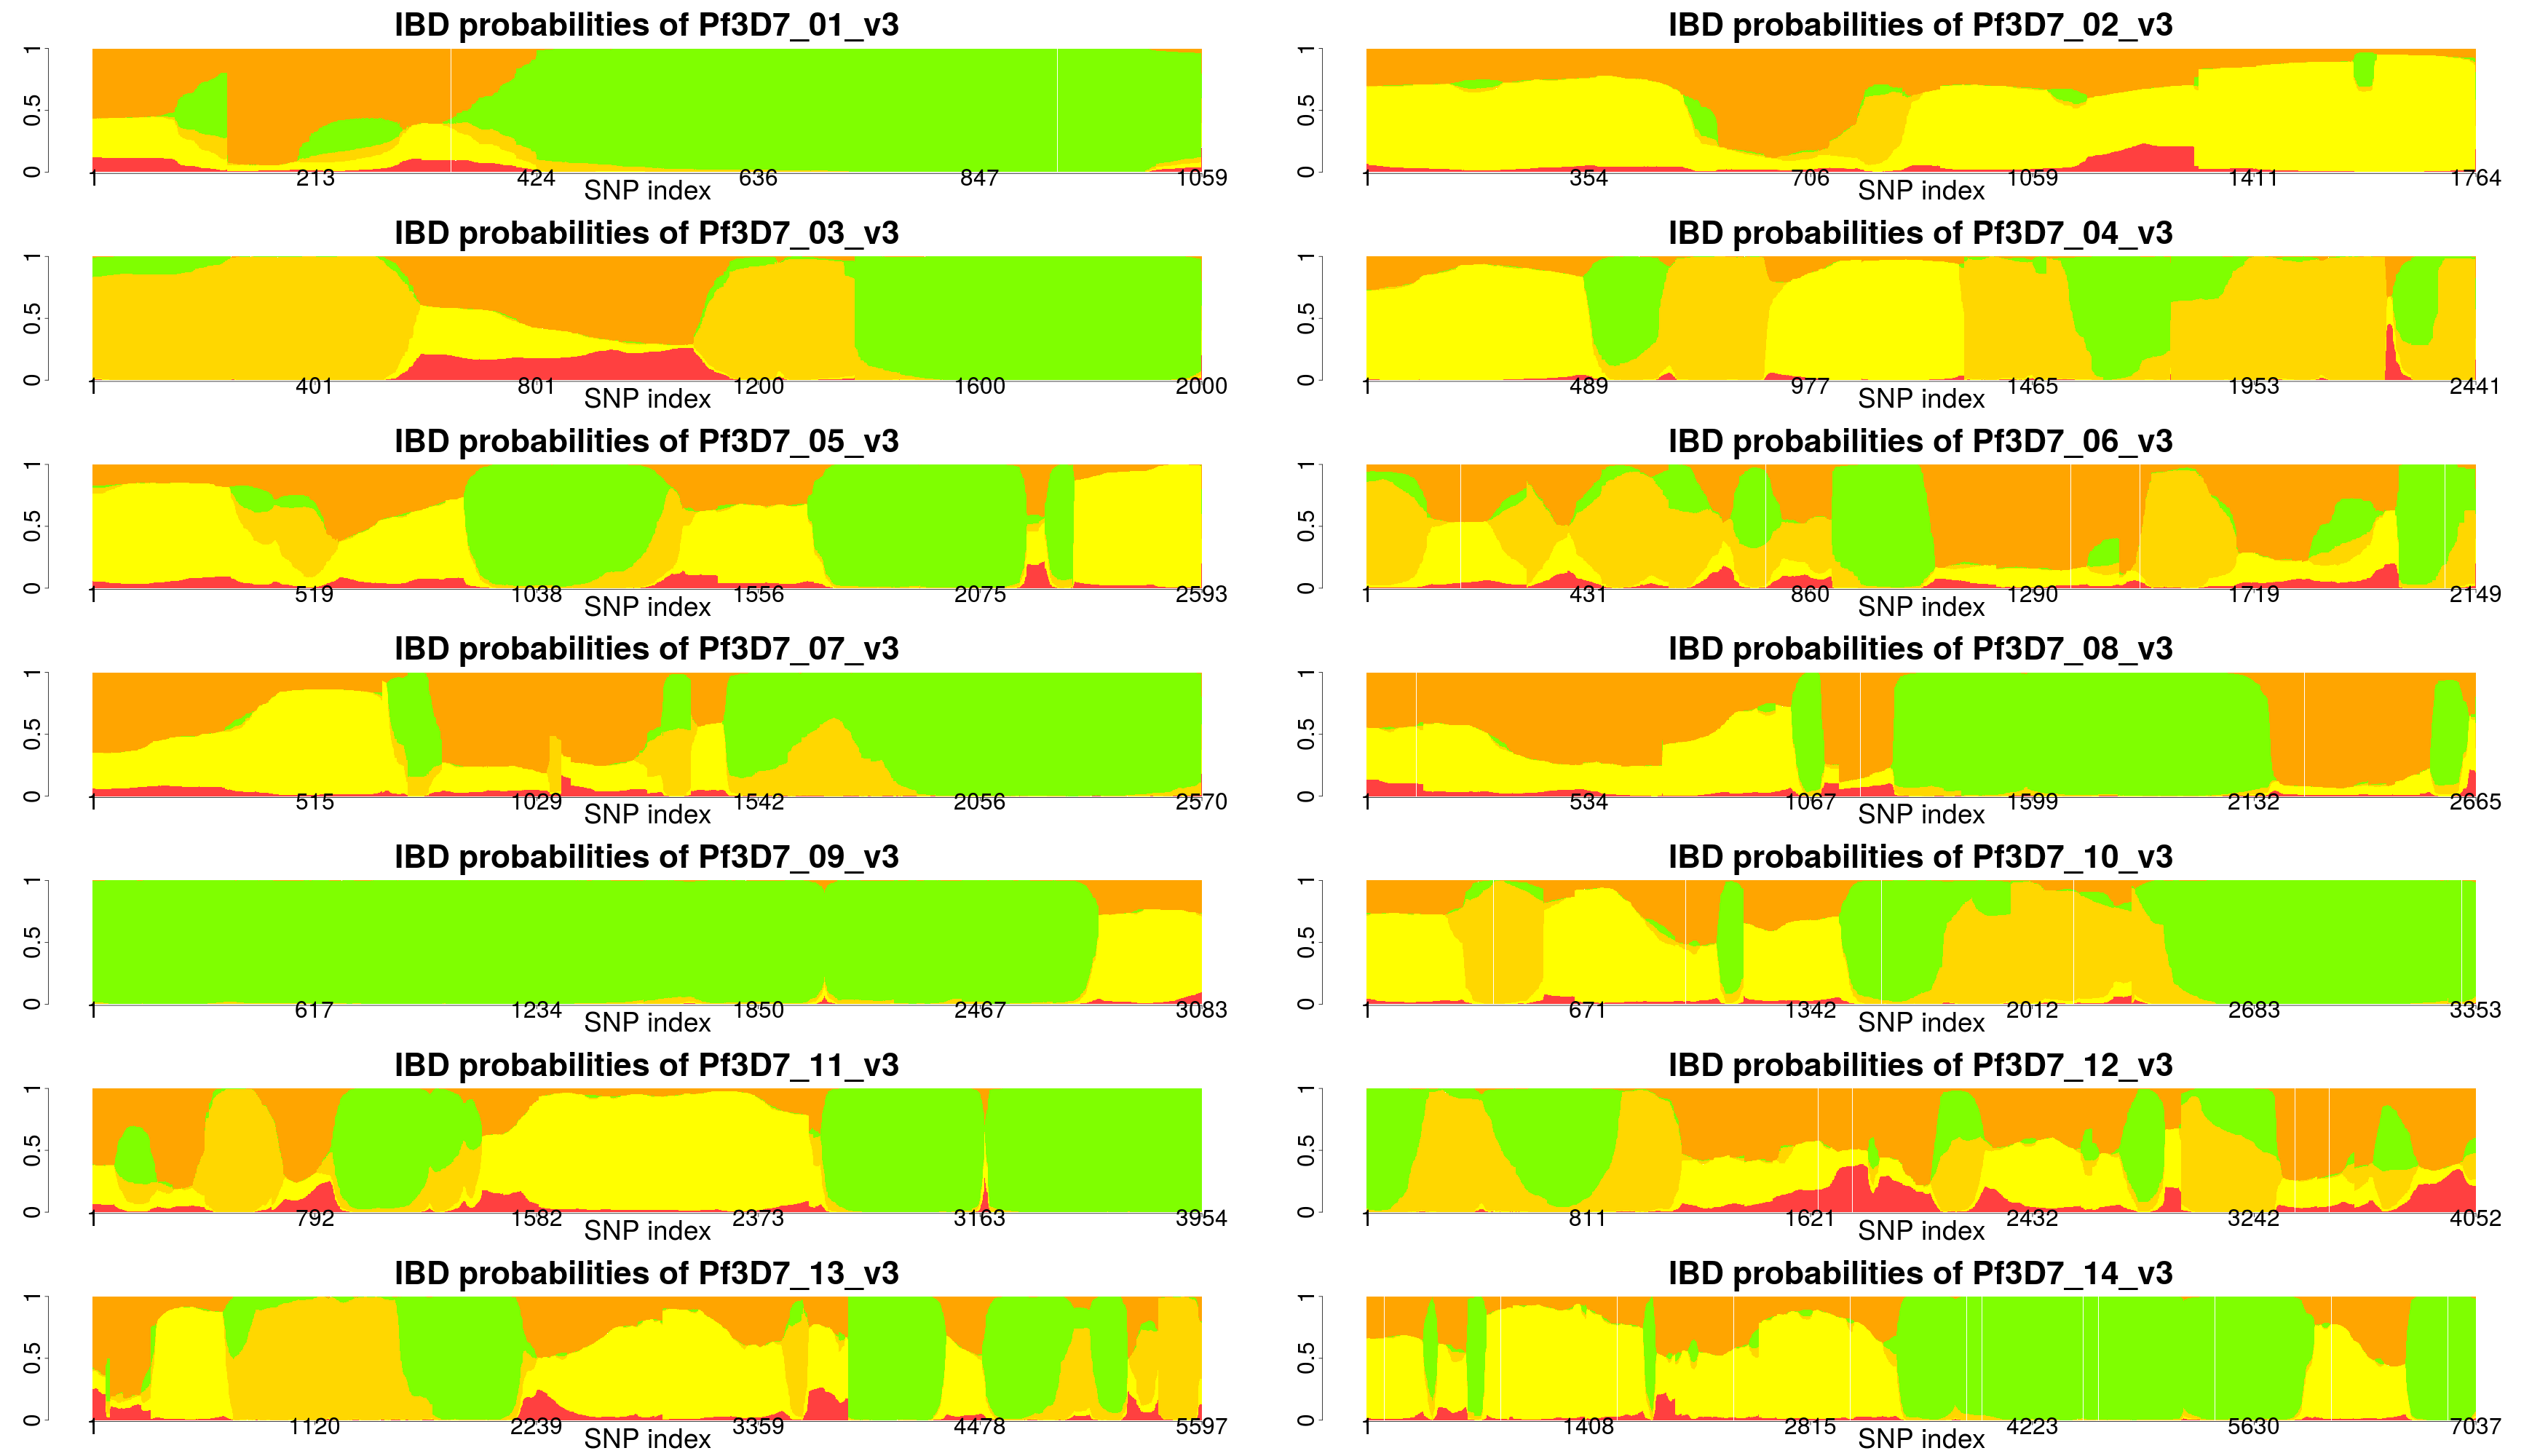 IBD probabilities of Pf3D7_01_v3
0 0.5 1
1 213 424 636 847 1059
SNP index
IBD probabilities of Pf3D7_02_v3
0 0.5 1
1 354 706 1059 1411 1764
SNP index
IBD probabilities of Pf3D7_03_v3
0 0.5 1
1 401 801 1200 1600 2000
SNP index
IBD probabilities of Pf3D7_04_v3
0 0.5 1
1 489 977 1465 1953 2441
SNP index
IBD probabilities of Pf3D7_05_v3
0 0.5 1
1 519 1038 1556 2075 2593
SNP index
IBD probabilities of Pf3D7_06_v3
0 0.5 1
1 431 860 1290 1719 2149
SNP index
IBD probabilities of Pf3D7_07_v3
0 0.5 1
1 515 1029 1542 2056 2570
SNP index
IBD probabilities of Pf3D7_08_v3
0 0.5 1
1 534 1067 1599 2132 2665
SNP index
IBD probabilities of Pf3D7_09_v3
0 0.5 1
1 617 1234 1850 2467 3083
SNP index
IBD probabilities of Pf3D7_10_v3
0 0.5 1
1 671 1342 2012 2683 3353
SNP index
IBD probabilities of Pf3D7_11_v3
0 0.5 1
1 792 1582 2373 3163 3954
SNP index
IBD probabilities of Pf3D7_12_v3
0 0.5 1
1 811 1621 2432 3242 4052
SNP index
IBD probabilities of Pf3D7_13_v3
0 0.5 1
1 1120 2239 3359 4478 5597
SNP index
IBD probabilities of Pf3D7_14_v3
0 0.5 1
1 1408 2815 4223 5630 7037
SNP index